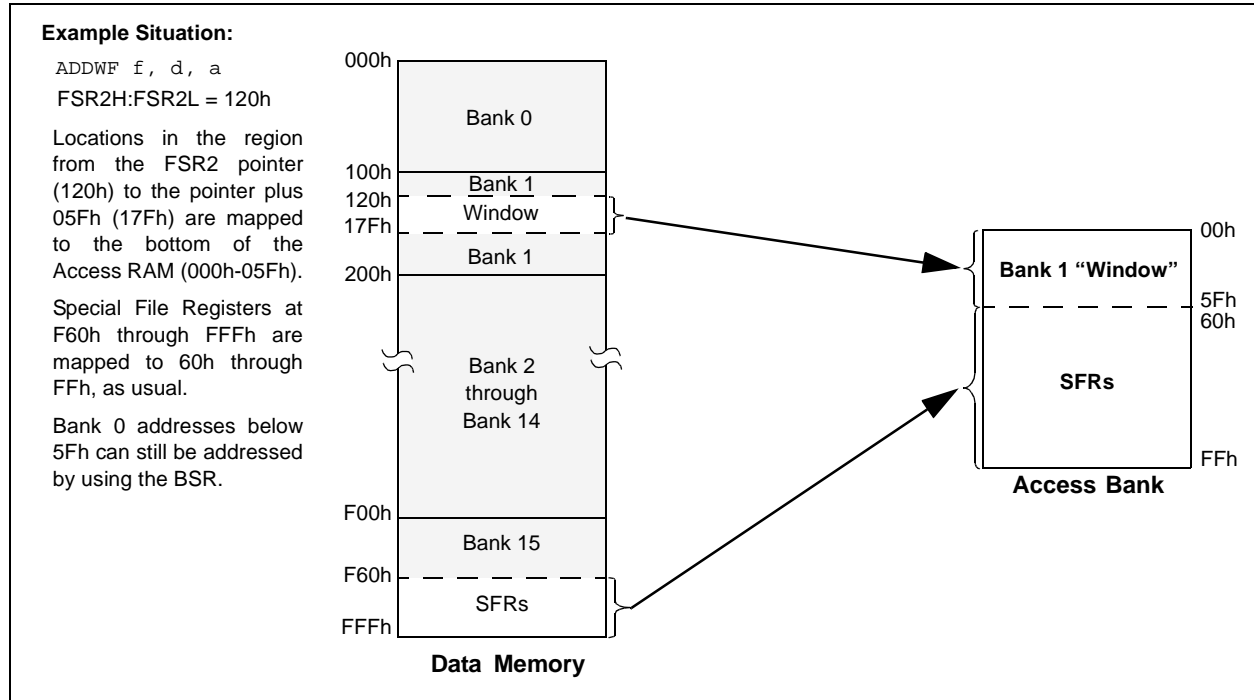 Example Situation:
ADDWF f, d, a
FSR2H:FSR2L = 120h
Locations in the region
from the FSR2 pointer
(120h) to the pointer plus
05Fh (17Fh) are mapped
to the bottom of the
Access RAM (000h-05Fh).
Special File Registers at
F60h through FFFh are
mapped to 60h through
FFh, as usual.
Bank 0 addresses below
5Fh can still be addressed
by using the BSR.
000h
Bank 0
100h
Bank 1
120h
Window
17Fh
Bank 1
200h
Bank 2
through
Bank 14
F00h
Bank 15
F60h
SFRs
FFFh
Data Memory
00h
Bank 1 “Window”
5Fh
60h
SFRs
FFh
Access Bank